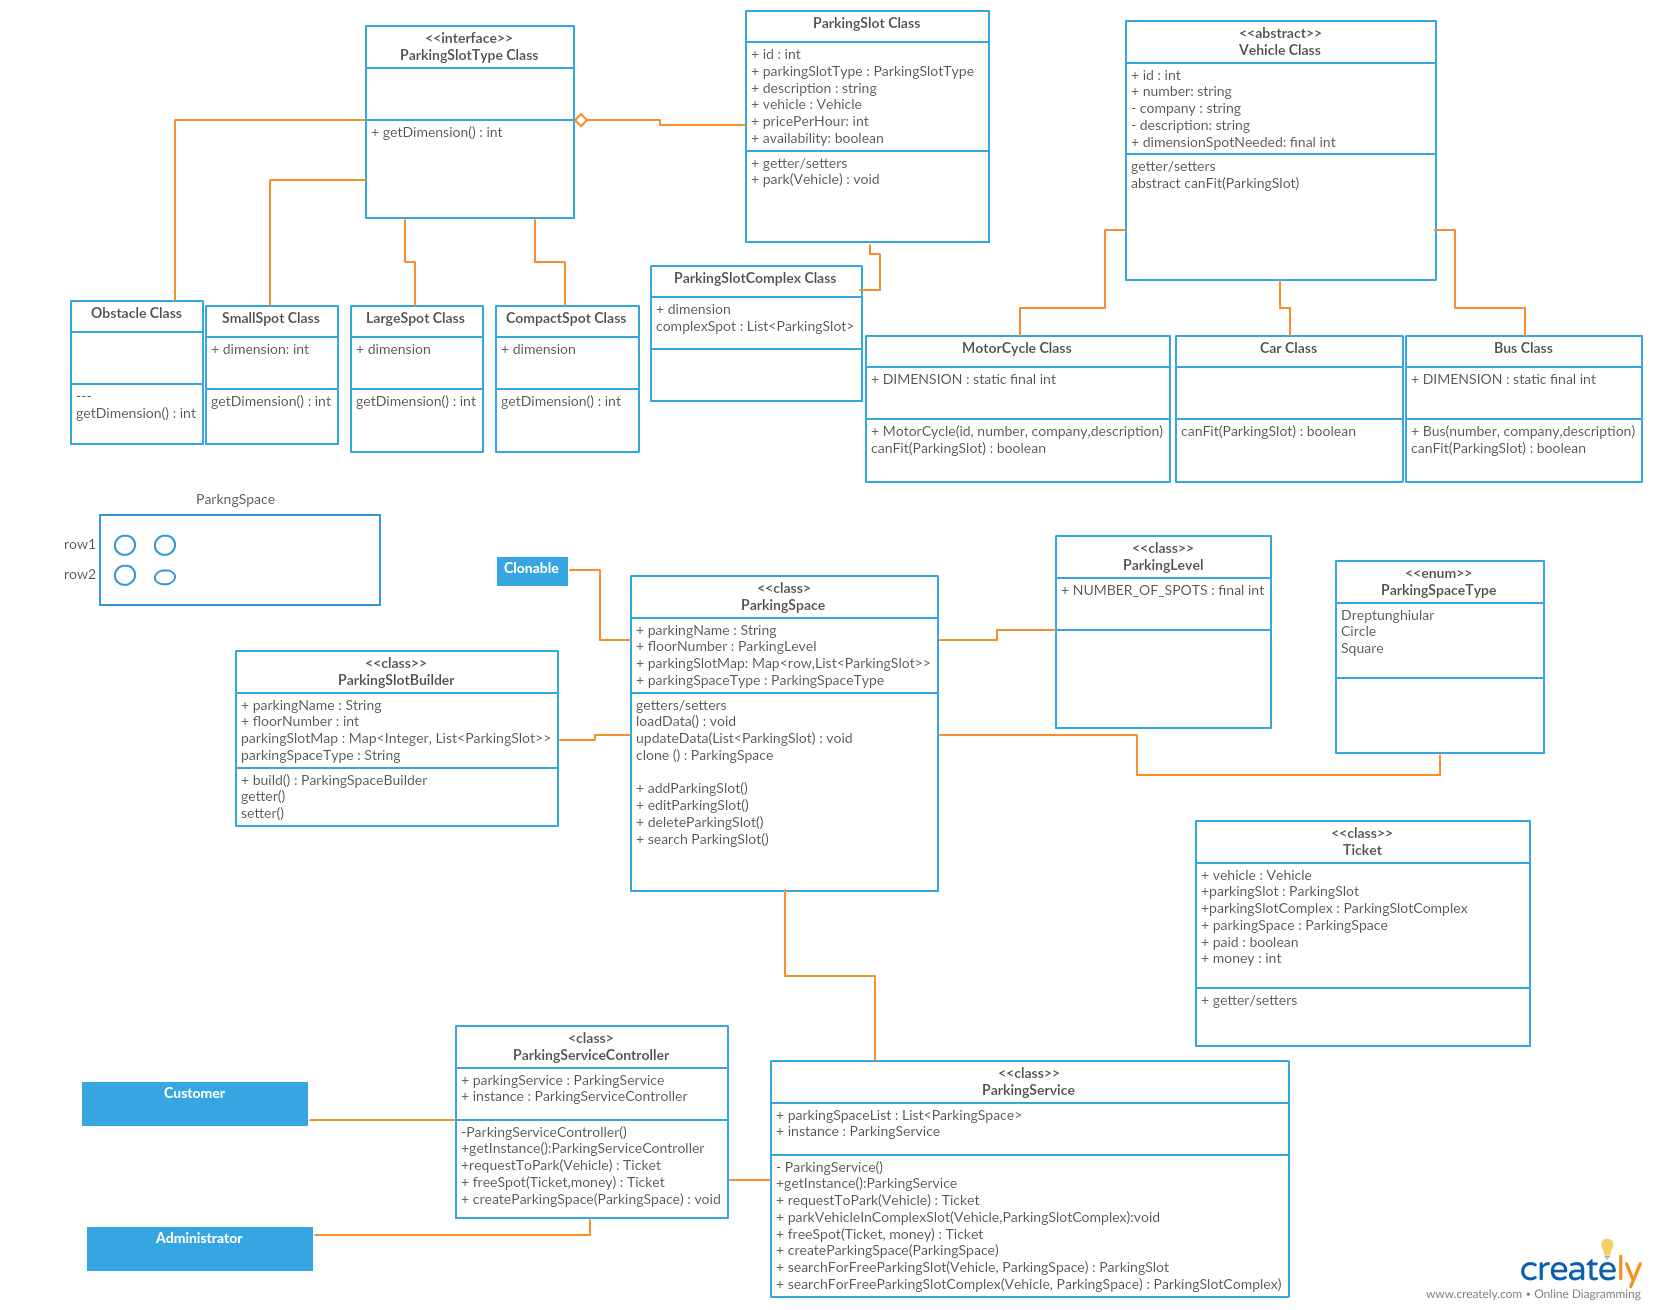 <<interface>>
ParkingSlotType Class
+ getDimension() : int
ParkingSlot Class
+ id : int
+ parkingSlotType : ParkingSlotType
+ description : string
+ vehicle : Vehicle
+ pricePerHour: int
+ availability: boolean
+ getter/setters
+ park(Vehicle) : void
<<abstract>>
Vehicle Class
+ id : int
+ number: string
- company : string
- description: string
+ dimensionSpotNeeded: final int
getter/setters
abstract canFit(ParkingSlot)
Obstacle Class
---
getDimension() : int
SmallSpot Class
+ dimension: int
getDimension() : int
LargeSpot Class
+ dimension
getDimension() : int
CompactSpot Class
+ dimension
getDimension() : int
ParkingSlotComplex Class
+ dimension
complexSpot : List<ParkingSlot>
MotorCycle Class
+ DIMENSION : static final int
+ MotorCycle(id, number, company,description)
canFit(ParkingSlot) : boolean
Car Class
canFit(ParkingSlot) : boolean
Bus Class
+ DIMENSION : static final int
+ Bus(number, company,description)
canFit(ParkingSlot) : boolean
ParkngSpace
row1
row2
Clonable
<<class>
ParkingSpace
+ parkingName : String
+ floorNumber : ParkingLevel
+ parkingSlotMap: Map<row,List<ParkingSlot>>
+ parkingSpaceType : ParkingSpaceType
getters/setters
loadData() : void
updateData(List<ParkingSlot) : void
clone () : ParkingSpace
+ addParkingSlot()
+ editParkingSlot()
+ deleteParkingSlot()
+ search ParkingSlot()
<<class>>
ParkingLevel
+ NUMBER_OF_SPOTS : final int
<<enum>>
ParkingSpaceType
Dreptunghiular
Circle
Square
<<class>>
ParkingSlotBuilder
+ parkingName : String
+ floorNumber : int
parkingSlotMap : Map<Integer, List<ParkingSlot>>
parkingSpaceType : String
+ build() : ParkingSpaceBuilder
getter()
setter()
<<class>>
Ticket
+ vehicle : Vehicle
+parkingSlot : ParkingSlot
+parkingSlotComplex : ParkingSlotComplex
+ parkingSpace : ParkingSpace
+ paid : boolean
+ money : int
+ getter/setters
Customer
Administrator
<class>
ParkingServiceController
+ parkingService : ParkingService
+ instance : ParkingServiceController
-ParkingServiceController()
+getInstance():ParkingServiceController
+requestToPark(Vehicle) : Ticket
+ freeSpot(Ticket,money) : Ticket
+ createParkingSpace(ParkingSpace) : void
<<class>>
ParkingService
+ parkingSpaceList : List<ParkingSpace>
+ instance : ParkingService
- ParkingService()
+getInstance():ParkingService
+ requestToPark(Vehicle) : Ticket
+ parkVehicleInComplexSlot(Vehicle,ParkingSlotComplex):void
+ freeSpot(Ticket, money) : Ticket
+ createParkingSpace(ParkingSpace)
+ searchForFreeParkingSlot(Vehicle, ParkingSpace) : ParkingSlot
+ searchForFreeParkingSlotComplex(Vehicle, ParkingSpace) : ParkingSlotComplex)
creately
www.creately.com • Online Diagramming